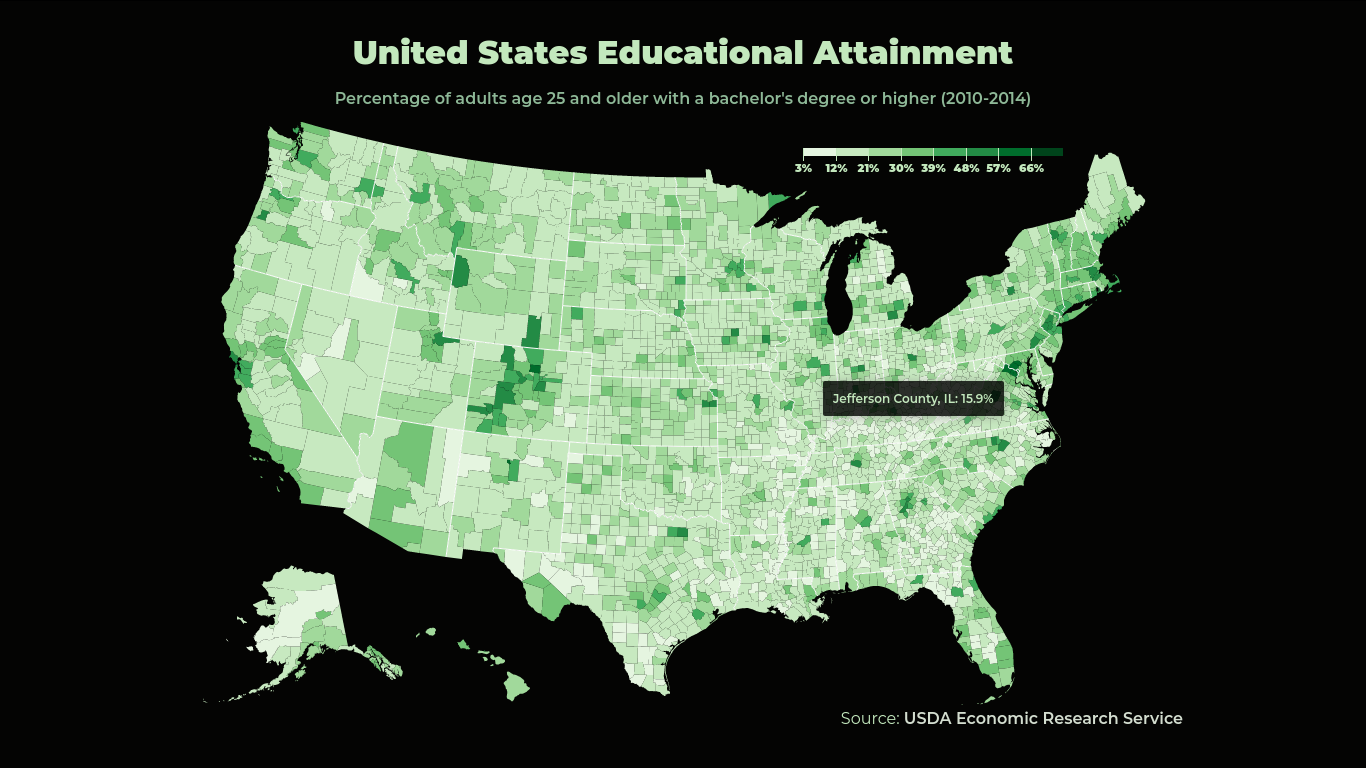 United States Educational Attainment
Percentage of adults age 25 and older with a bachelor's degree or higher (2010-2014)
3% 12% 21% 30% 39% 48% 57% 66%
Jefferson County, IL: 15.9%
Source: USDA Economic Research Service